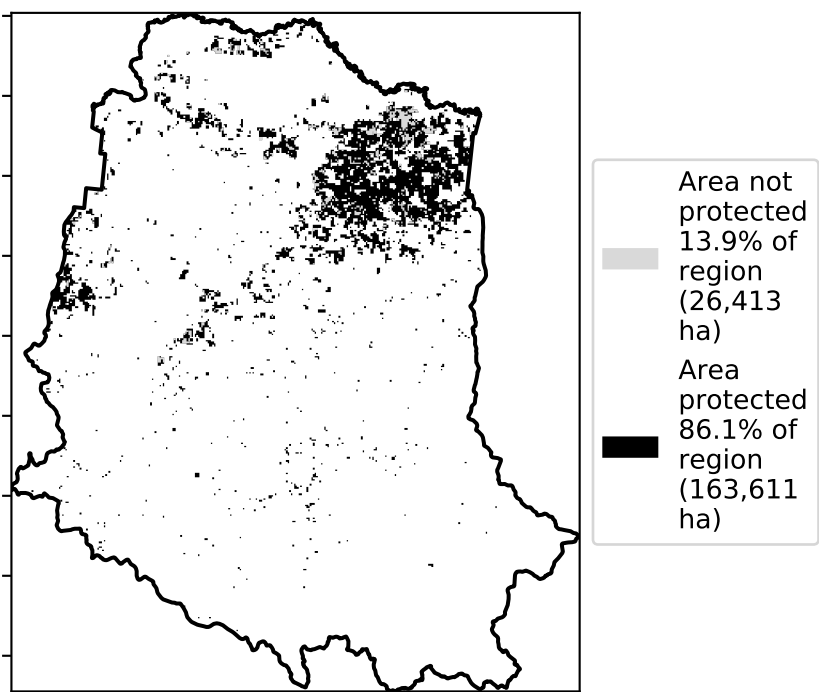 Area not
protected
13.9% of
region
(26,413
ha)
Area
protected
86.1% of
region
(163,611
ha)